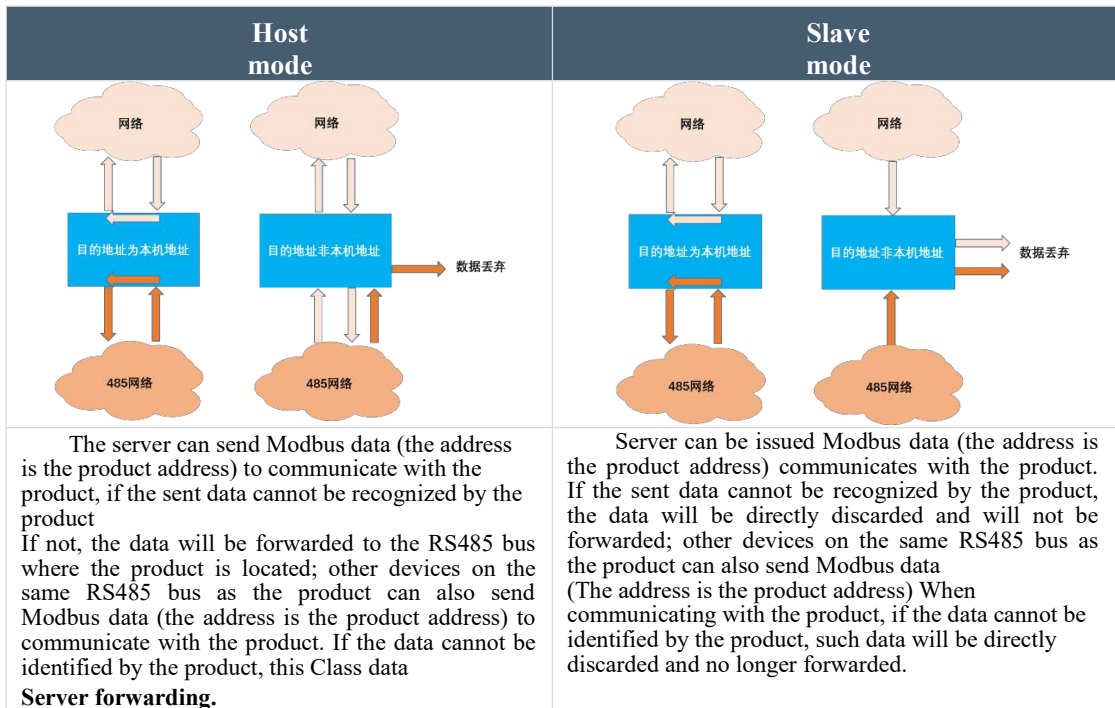 Host
mode
Slave
mode
网络
网络
目的地址为本机地址
目的地址非本机地址
数据丢弃
485网络
485网络
网络
网络
目的地址为本机地址
目的地址非本机地址
数据丢弃
485网络
485网络
The server can send Modbus data (the address
is the product address) to communicate with the
product, if the sent data cannot be recognized by the
product
If not, the data will be forwarded to the RS485 bus
where the product is located; other devices on the
same RS485 bus as the product can also send
Modbus data (the address is the product address) to
communicate with the product. If the data cannot be
identified by the product, this Class data
Server forwarding.
Server can be issued Modbus data (the address is
the product address) communicates with the product.
If the sent data cannot be recognized by the product,
the data will be directly discarded and will not be
forwarded; other devices on the same RS485 bus as
the product can also send Modbus data
(The address is the product address) When
communicating with the product, if the data cannot be
identified by the product, such data will be directly
discarded and no longer forwarded.